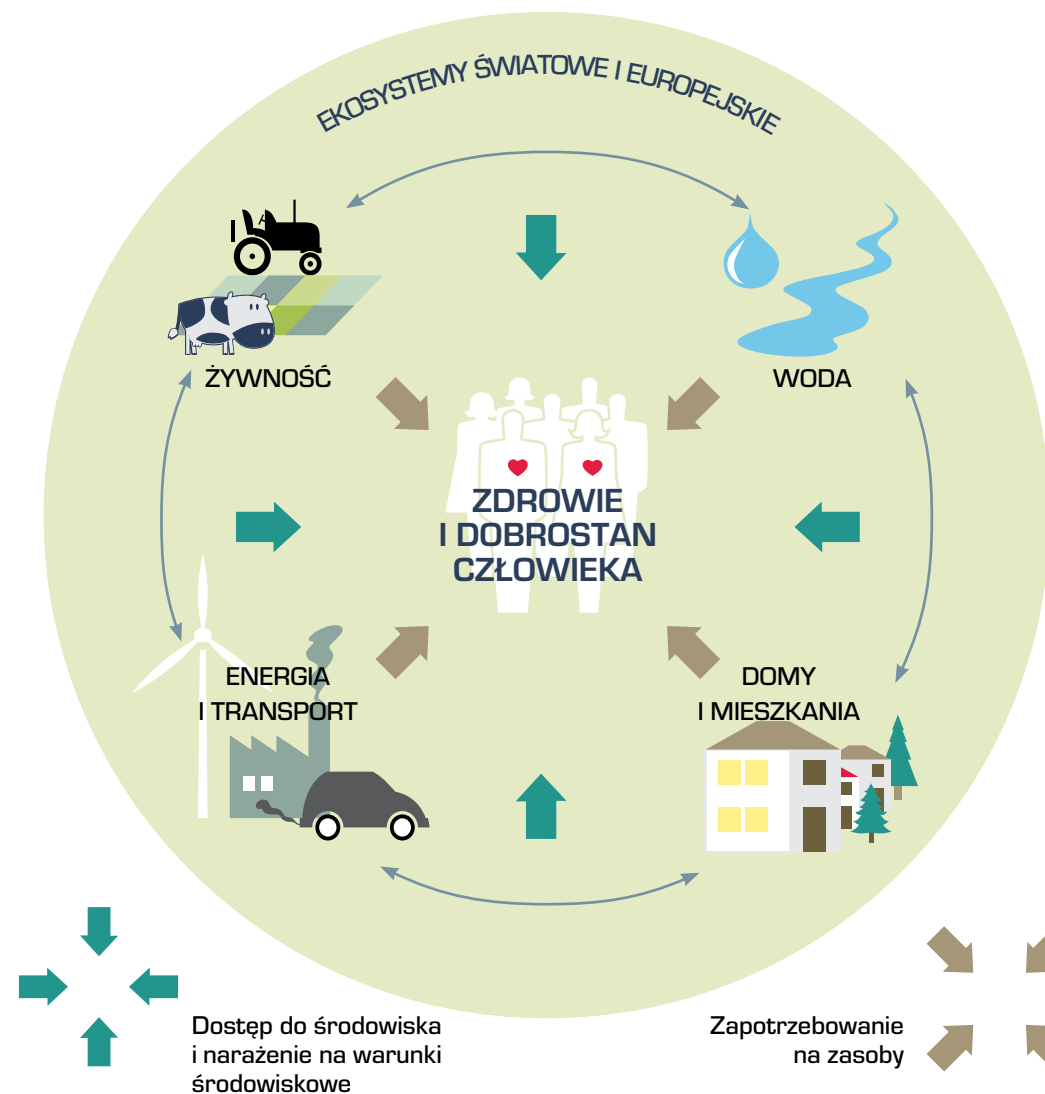 EKOSYSTEMY ŚWIATOWE I EUROPEJSKIE
ŻYWNOŚĆ
WODA
ZDROWIE
I DOBROSTAN
CZŁOWIEKA
ENERGIA
I TRANSPORT
DOMY
I MIESZKANIA
Dostęp do środowiska
i narażenie na warunki
środowiskowe
Zapotrzebowanie
na zasoby